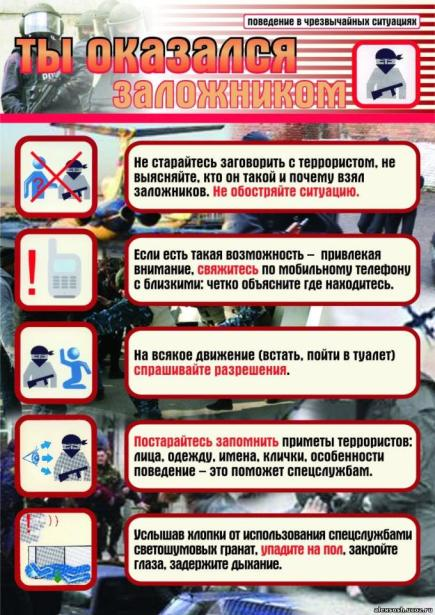 поведение в чрезвычайных ситуациях
ТЫ ОКАЗАЛСЯ
ЗАЛОЖНИКОМ
Не старайтесь заговорить с террористом, не
выясняйте, кто он такой и почему взял
заложников. Не обостряйте ситуацию.
Если есть такая возможность – привлекая
внимание, свяжитесь по мобильному телефону
с близкими: четко объясните где находитесь.
На всякое движение (встать, пойти в туалет)
спрашивайте разрешения.
Постарайтесь запомнить приметы террористов:
лица, одежду, имена, клички, особенности
поведение – это поможет спецслужбам.
Услышав хлопки от использования спецслужбами
светошумовых гранат, упадите на пол, закройте
глаза, задержите дыкание.